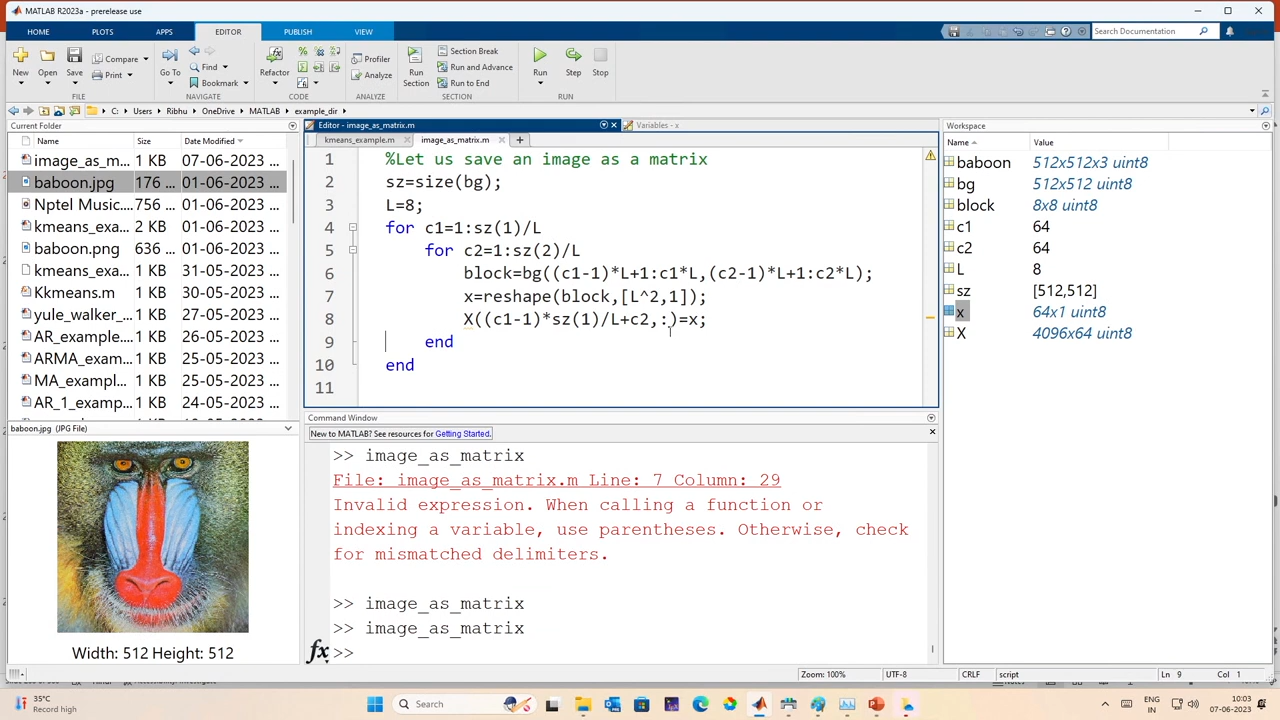 MATLAB R2023a - prerelease use
HOME PLOTS APPS EDITOR PUBLISH VIEW
Search Documentation
New Open Save Compare Print Go To Find Bookmark Refactor Profiler Analyze Run Section Section Break Run and Advance Run to End Run Step Stop
FILE NAVIGATE CODE ANALYZE SECTION RUN
C: Users Ribhu OneDrive MATLAB example_dir
Current Folder
Name Size Date Modified
image_as_m... 1 KB 07-06-2023 ...
baboon.jpg 176 ... 01-06-2023 ...
Nptel Music... 756 ... 01-06-2023 ...
kmeans_exa... 2 KB 01-06-2023 ...
baboon.png 636 ... 01-06-2023 ...
kmeans_exa... 1 KB 31-05-2023 ...
Kkmeans.m 1 KB 31-05-2023 ...
yule_walker... 1 KB 30-05-2023 ...
AR_example... 1 KB 26-05-2023 ...
ARMA_exam... 1 KB 25-05-2023 ...
MA_exampl... 1 KB 25-05-2023 ...
AR_1_examp... 1 KB 24-05-2023 ...
baboon.jpg (JPG File)
Width: 512 Height: 512
Editor - image_as_matrix.m Variables - x
kmeans_example.m image_as_matrix.m
1 %Let us save an image as a matrix
2 sz=size(bg);
3 L=8;
4 for c1=1:sz(1)/L
5 for c2=1:sz(2)/L
6 block=bg((c1-1)*L+1:c1*L,(c2-1)*L+1:c2*L);
7 x=reshape(block,[L^2,1]);
8 X((c1-1)*sz(1)/L+c2,:)=x;
9 end
10 end
11
Command Window
New to MATLAB? See resources for Getting Started.
>> image_as_matrix
File: image_as_matrix.m Line: 7 Column: 29
Invalid expression. When calling a function or
indexing a variable, use parentheses. Otherwise, check
for mismatched delimiters.
>> image_as_matrix
>> image_as_matrix
fx >>
Workspace
Name Value
baboon 512x512x3 uint8
bg 512x512 uint8
block 8x8 uint8
c1 64
c2 64
L 8
sz [512,512]
x 64x1 uint8
X 4096x64 uint8
Zoom: 100% UTF-8 CRLF script Ln 9 Col 1
35°C
Record high
Search
ENG
IN
10:03
07-06-2023